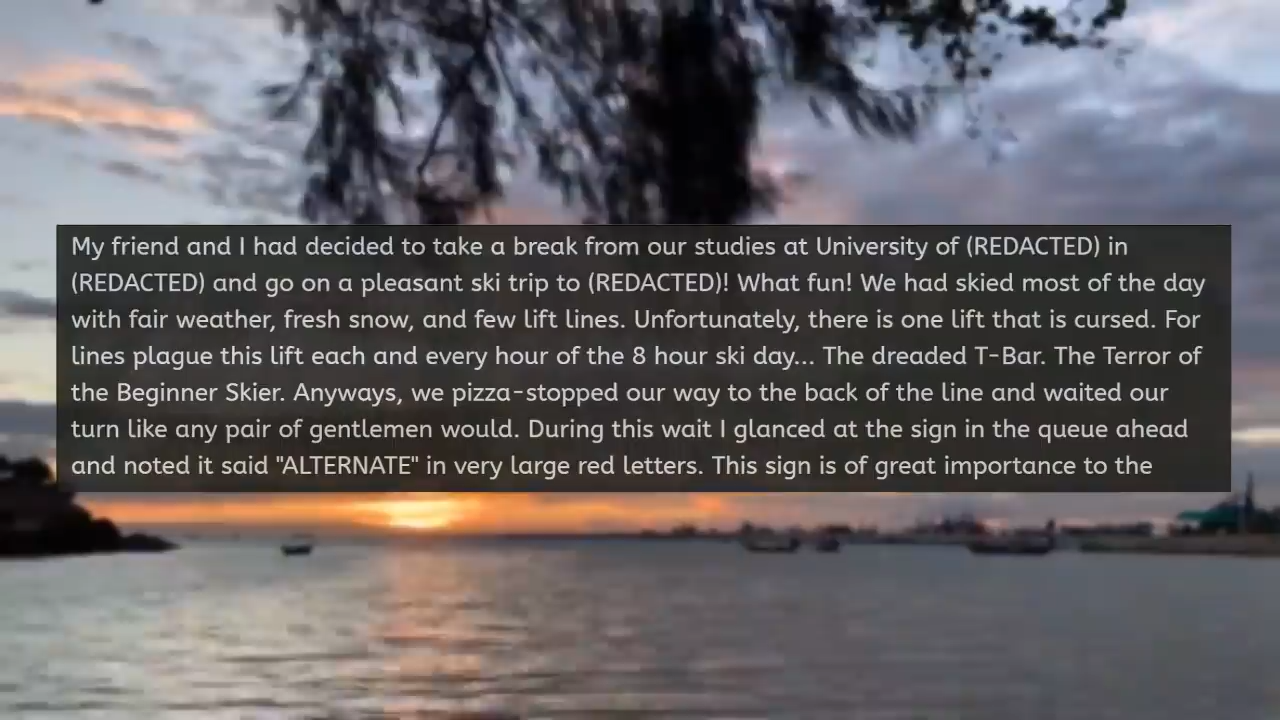 My friend and I had decided to take a break from our studies at University of (REDACTED) in
(REDACTED) and go on a pleasant ski trip to (REDACTED)! What fun! We had skied most of the day
with fair weather, fresh snow, and few lift lines. Unfortunately, there is one lift that is cursed. For
lines plague this lift each and every hour of the 8 hour ski day... The dreaded T-Bar. The Terror of
the Beginner Skier. Anyways, we pizza-stopped our way to the back of the line and waited our
turn like any pair of gentlemen would. During this wait I glanced at the sign in the queue ahead
and noted it said "ALTERNATE" in very large red letters. This sign is of great importance to the